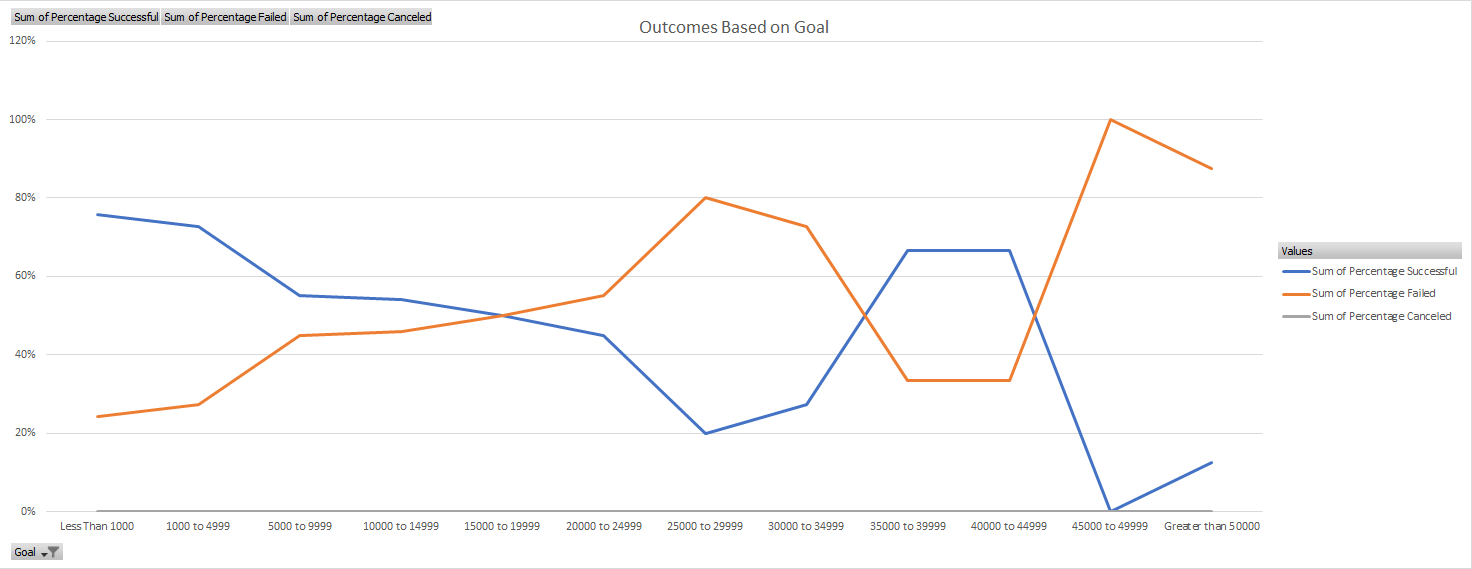 Sum of Percentage Successful Sum of Percentage Failed Sum of Percentage Canceled
Outcomes Based on Goal
120%
100%
80%
60%
40%
20%
0%
Less Than 1000 1000 to 4999 5000 to 9999 10000 to 14999 15000 to 19999 20000 to 24999 25000 to 29999 30000 to 34999 35000 to 39999 40000 to 44999 45000 to 49999 Greater than 50000
Values
Sum of Percentage Successful
Sum of Percentage Failed
Sum of Percentage Canceled
Goal